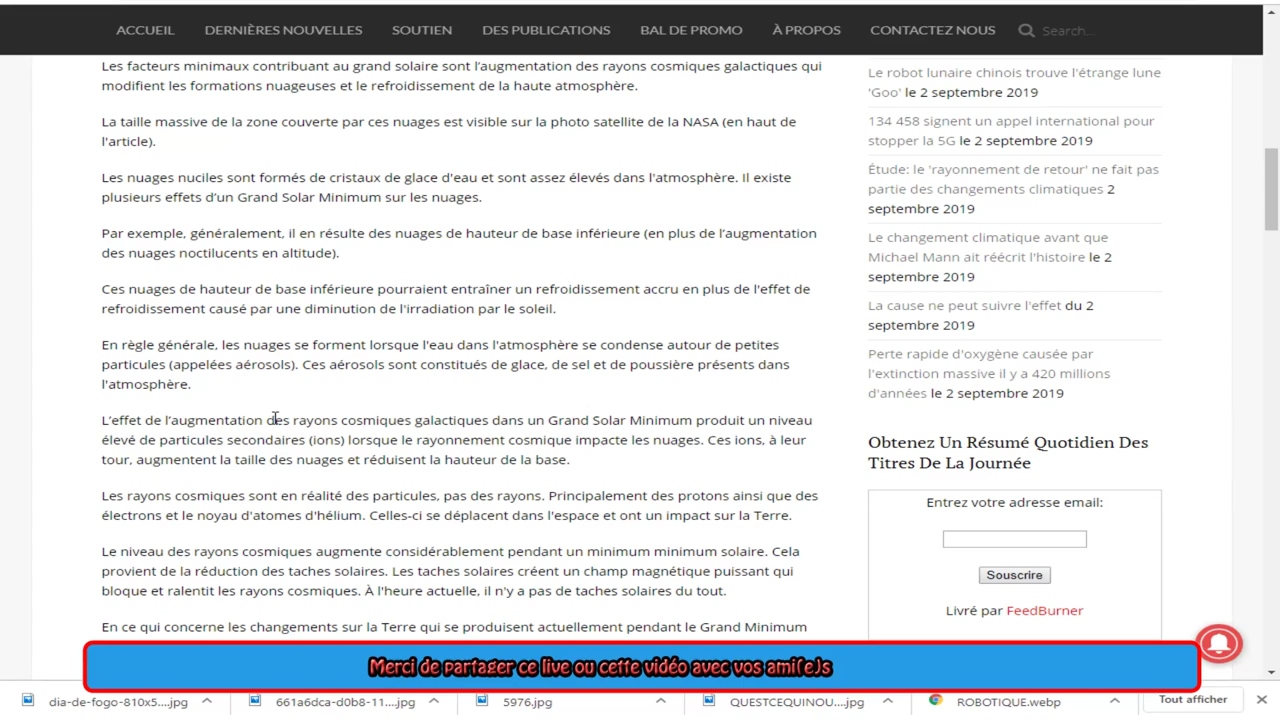 ACCUEIL DERNIÈRES NOUVELLES SOUTIEN DES PUBLICATIONS BAL DE PROMO À PROPOS CONTACTEZ NOUS Search...
Les facteurs minimaux contribuant au grand solaire sont l'augmentation des rayons cosmiques galactiques qui
modifient les formations nuageuses et le refroidissement de la haute atmosphère.
La taille massive de la zone couverte par ces nuages est visible sur la photo satellite de la NASA (en haut de
l'article).
Les nuages nuciles sont formés de cristaux de glace d'eau et sont assez élevés dans l'atmosphère. Il existe
plusieurs effets d'un Grand Solar Minimum sur les nuages.
Par exemple, généralement, il en résulte des nuages de hauteur de base inférieure (en plus de l'augmentation
des nuages noctilucents en altitude).
Ces nuages de hauteur de base inférieure pourraient entraîner un refroidissement accru en plus de l'effet de
refroidissement causé par une diminution de l'irradiation par le soleil.
En règle générale, les nuages se forment lorsque l'eau dans l'atmosphère se condense autour de petites
particules (appelées aérosols). Ces aérosols sont constitués de glace, de sel et de poussière présents dans
l'atmosphère.
L'effet de l'augmentation des rayons cosmiques galactiques dans un Grand Solar Minimum produit un niveau
élevé de particules secondaires (ions) lorsque le rayonnement cosmique impacte les nuages. Ces ions, à leur
tour, augmentent la taille des nuages et réduisent la hauteur de la base.
Les rayons cosmiques sont en réalité des particules, pas des rayons. Principalement des protons ainsi que des
électrons et le noyau d'atomes d'hélium. Celles-ci se déplacent dans l'espace et ont un impact sur la Terre.
Le niveau des rayons cosmiques augmente considérablement pendant un minimum minimum solaire. Cela
provient de la réduction des taches solaires. Les taches solaires créent un champ magnétique puissant qui
bloque et ralentit les rayons cosmiques. À l'heure actuelle, il n'y a pas de taches solaires du tout.
En ce qui concerne les changements sur la Terre qui se produisent actuellement pendant le Grand Minimum
Le robot lunaire chinois trouve l'étrange lune
'Goo' le 2 septembre 2019
134 458 signent un appel international pour
stopper la 5G le 2 septembre 2019
Étude: le 'rayonnement de retour' ne fait pas
partie des changements climatiques 2
septembre 2019
Le changement climatique avant que
Michael Mann ait réécrit l'histoire le 2
septembre 2019
La cause ne peut suivre l'effet du 2
septembre 2019
Perte rapide d'oxygène causée par
l'extinction massive il y a 420 millions
d'années le 2 septembre 2019
Obtenez Un Résumé Quotidien Des
Titres De La Journée
Entrez votre adresse email:
Souscrire
Livré par FeedBurner
Merci de partager ce live ou cette vidéo avec vos ami(e)s
dia-de-fogo-810x5....jpg 661a6dca-d0b8-11....jpg 5976.jpg QUESTCEQUINOU....jpg ROBOTIQUE.webp Tout afficher